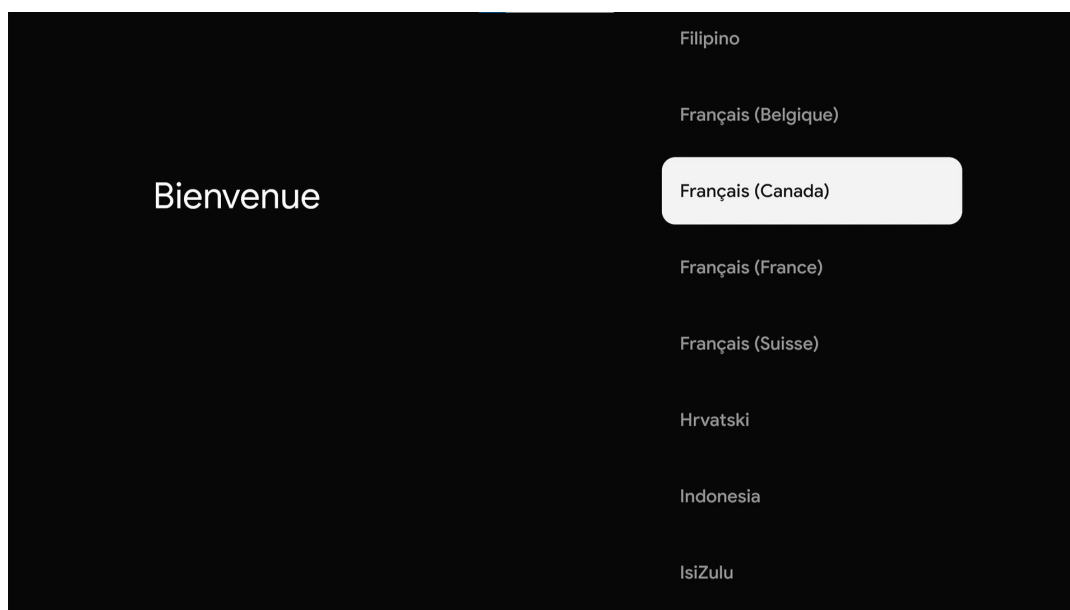 Bienvenue
Filipino
Français (Belgique)
Français (Canada)
Français (France)
Français (Suisse)
Hrvatski
Indonesia
IsiZulu